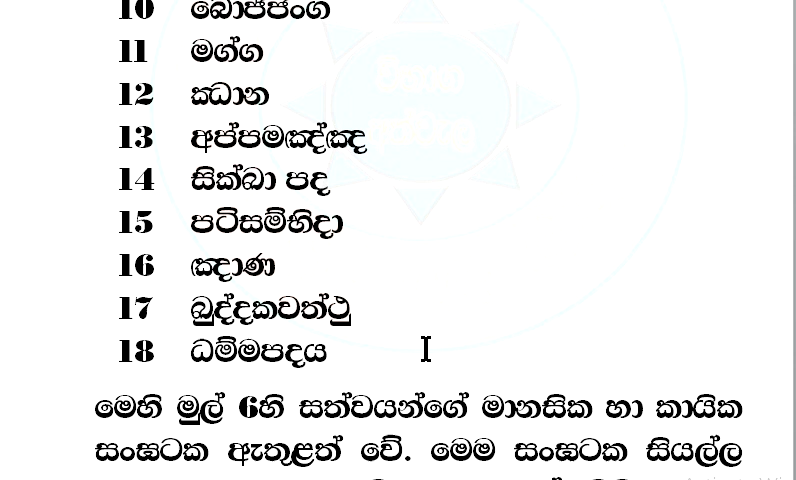 10 බොජ්ඣංග
11 මග්ග
12 ඣාන
13 අප්පමඤ්ඤ
14 සික්ඛා පද
15 පටිසම්භිදා
16 ඤාණ
17 ඛුද්දකවත්ථු
18 ධම්මපදය
මෙහි මුල් 6හි සත්වයන්ගේ මානසික හා කායික
සංඝටක ඇතුළත් වේ. මෙම සංඝටක සියල්ල